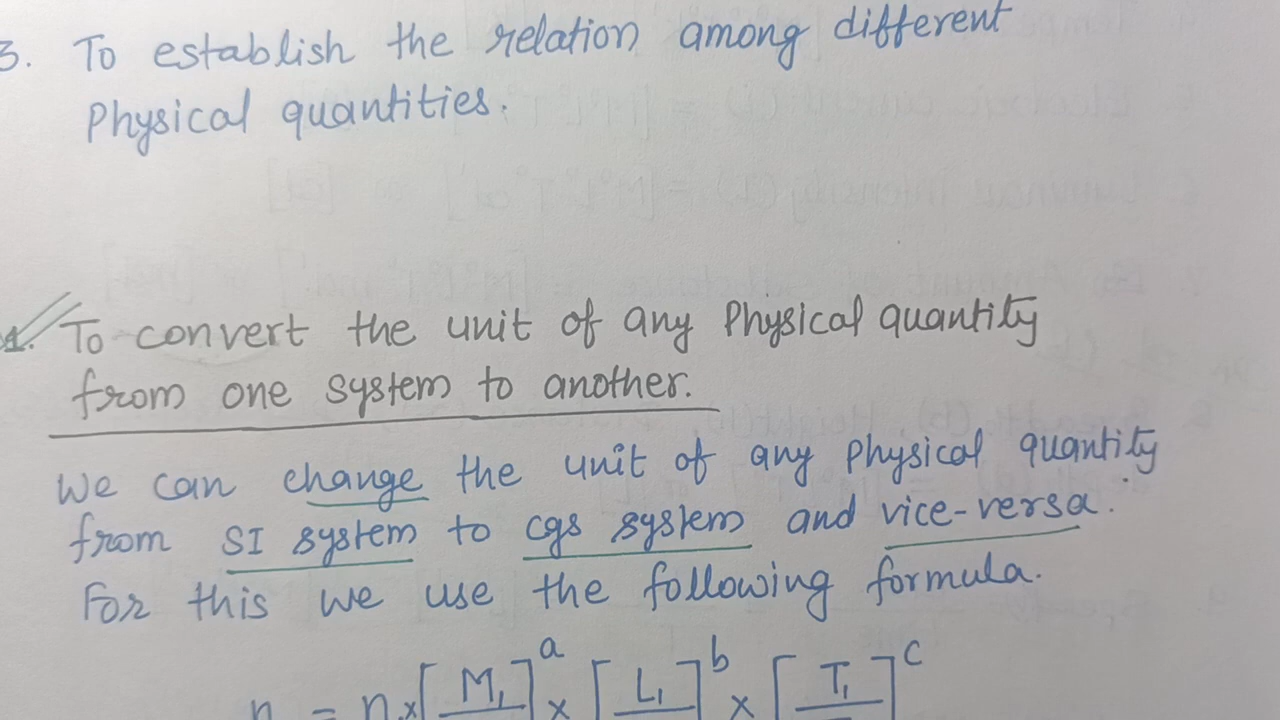 3. To establish the relation among different
Physical quantities.
1. To convert the unit of any Physical quantity
from one system to another.
We can change the unit of any Physical quantity
from SI system to cgs system and vice-versa.
For this we use the following formula.
n = n × [M₁]ᵃ × [L₁]ᵇ × [T₁]ᶜ